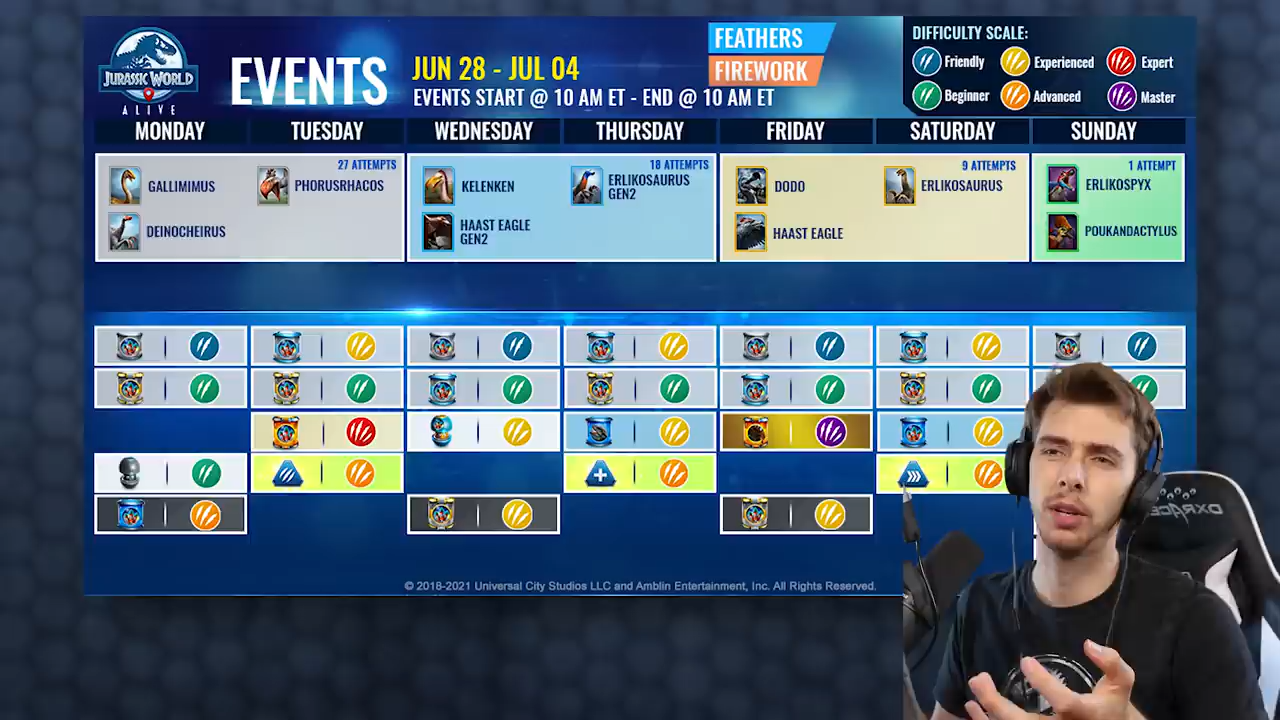 JURASSIC WORLD
ALIVE
EVENTS
JUN 28 - JUL 04
EVENTS START @ 10 AM ET - END @ 10 AM ET
FEATHERS
FIREWORK
DIFFICULTY SCALE:
Friendly
Experienced
Expert
Beginner
Advanced
Master
MONDAY
TUESDAY
WEDNESDAY
THURSDAY
FRIDAY
SATURDAY
SUNDAY
27 ATTEMPTS
GALLIMIMUS
PHORUSRHACOS
DEINOCHEIRUS
18 ATTEMPTS
KELENKEN
ERLIKOSAURUS
GEN2
HAAST EAGLE
GEN2
9 ATTEMPTS
DODO
ERLIKOSAURUS
HAAST EAGLE
1 ATTEMPT
ERLIKOSPYX
POUKANDACTYLUS
© 2018-2021 Universal City Studios LLC and Amblin Entertainment, Inc. All Rights Reserved.